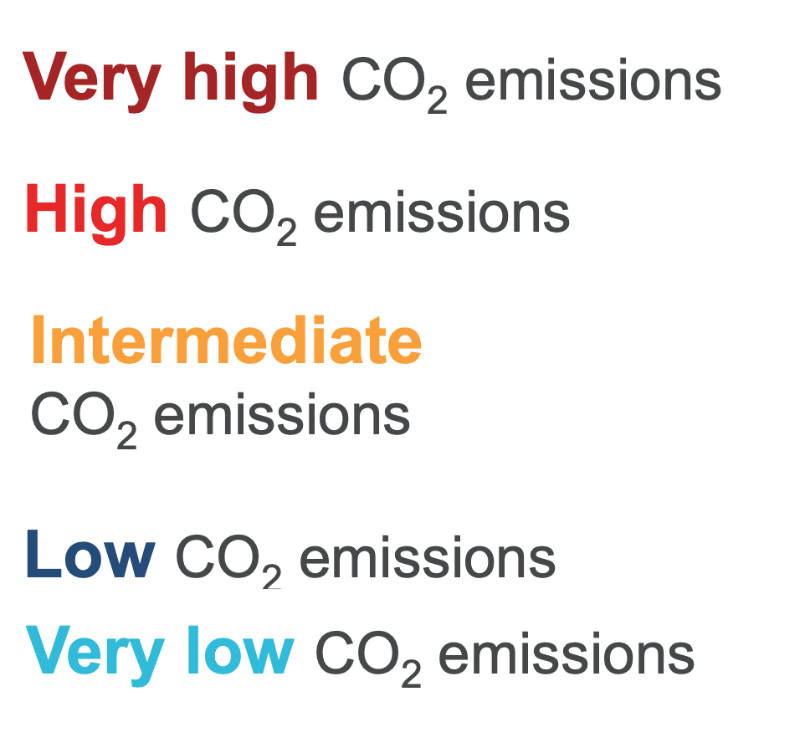 Very high CO₂ emissions
High CO₂ emissions
Intermediate
CO₂ emissions
Low CO₂ emissions
Very low CO₂ emissions